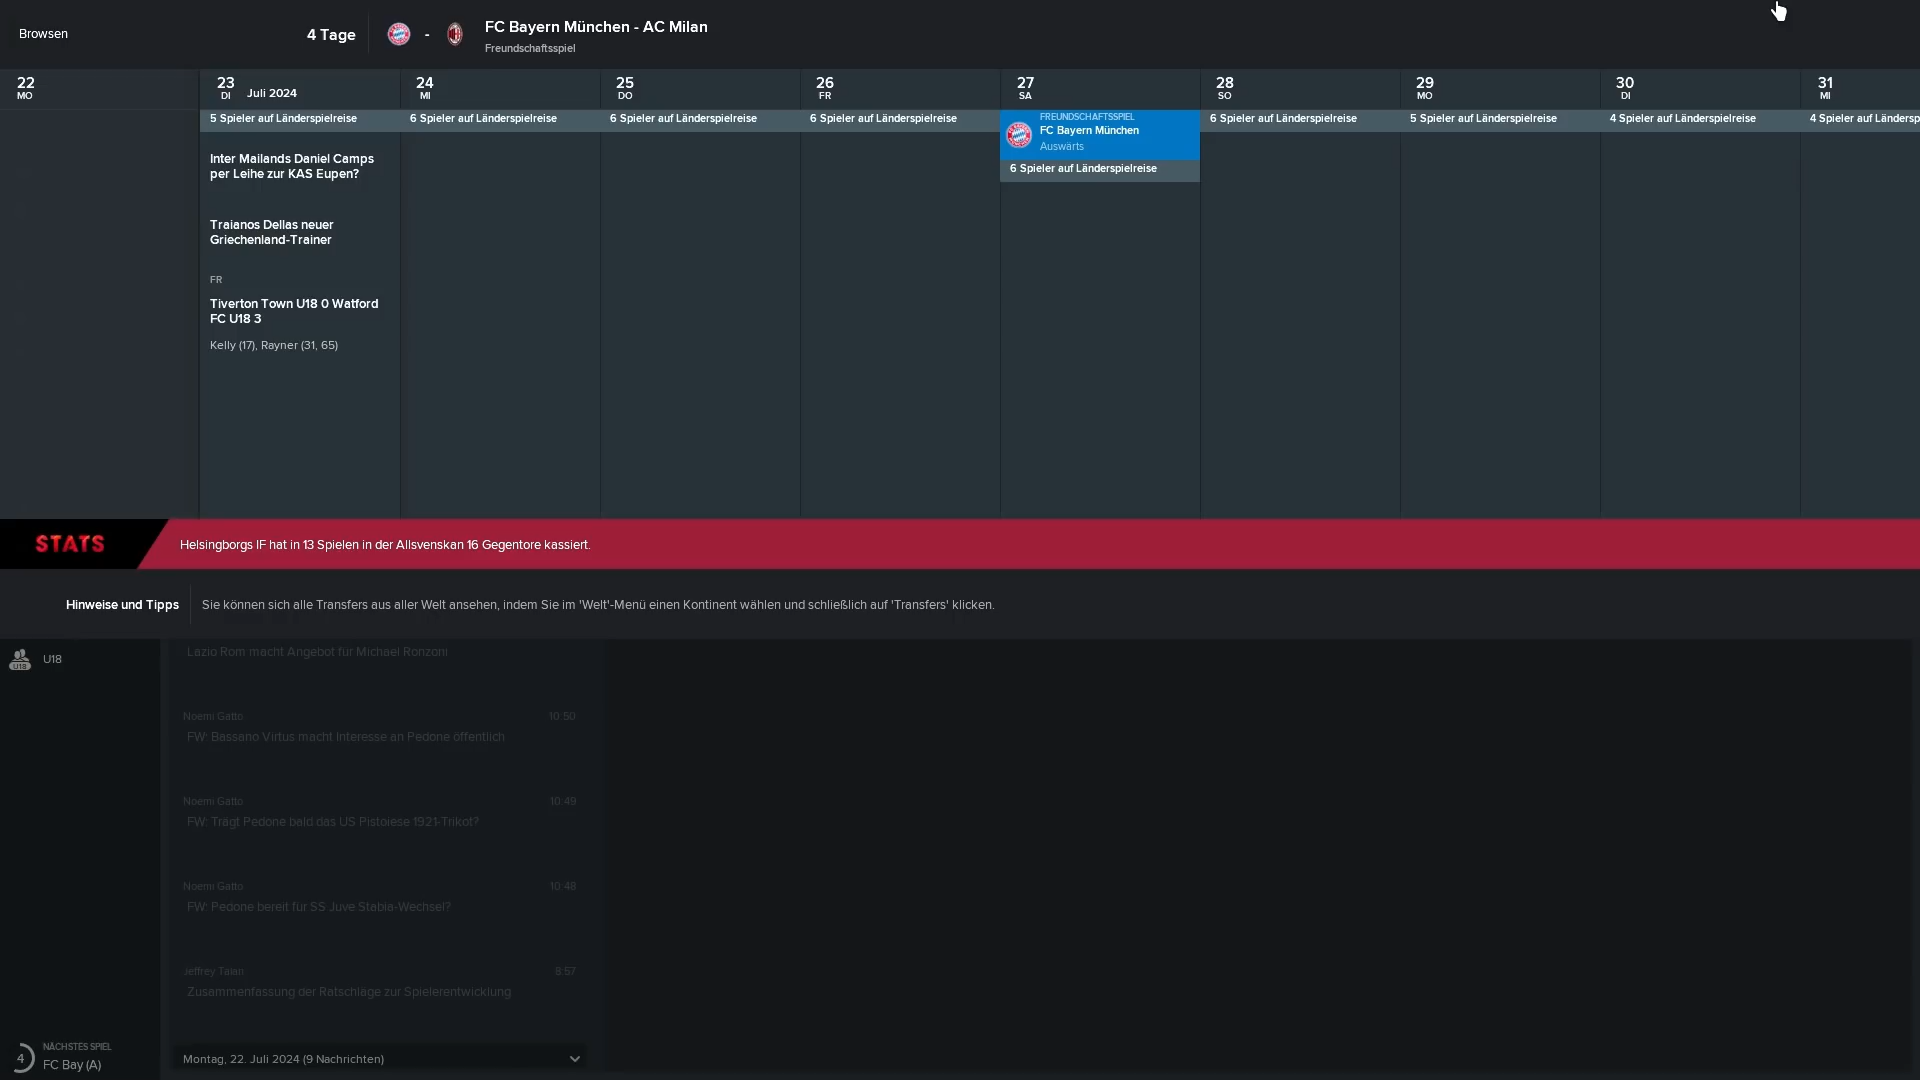 Browsen
4 Tage
-
FC Bayern München - AC Milan
Freundschaftsspiel
22
MO
23
DI
Juli 2024
24
MI
25
DO
26
FR
27
SA
28
SO
29
MO
30
DI
31
MI
5 Spieler auf Länderspielreise
6 Spieler auf Länderspielreise
6 Spieler auf Länderspielreise
6 Spieler auf Länderspielreise
FREUNDSCHAFTSSPIEL
FC Bayern München
Auswärts
6 Spieler auf Länderspielreise
6 Spieler auf Länderspielreise
5 Spieler auf Länderspielreise
4 Spieler auf Länderspielreise
4 Spieler auf Ländersp
Inter Mailands Daniel Camps
per Leihe zur KAS Eupen?
Traianos Dellas neuer
Griechenland-Trainer
FR
Tiverton Town U18 0 Watford
FC U18 3
Kelly (17), Rayner (31, 65)
STATS
Helsingborgs IF hat in 13 Spielen in der Allsvenskan 16 Gegentore kassiert.
Hinweise und Tipps
Sie können sich alle Transfers aus aller Welt ansehen, indem Sie im 'Welt'-Menü einen Kontinent wählen und schließlich auf 'Transfers' klicken.
U18
U18
Lazio Rom macht Angebot für Michael Ronzoni
Noemi Gatto
10:50
FW: Bassano Virtus macht Interesse an Pedone öffentlich
Noemi Gatto
10:49
FW: Trägt Pedone bald das US Pistoiese 1921-Trikot?
Noemi Gatto
10:48
FW: Pedone bereit für SS Juve Stabia-Wechsel?
Jeffrey Talan
8:57
Zusammenfassung der Ratschläge zur Spielerentwicklung
4
NÄCHSTES SPIEL
FC Bay (A)
Montag, 22. Juli 2024 (9 Nachrichten)